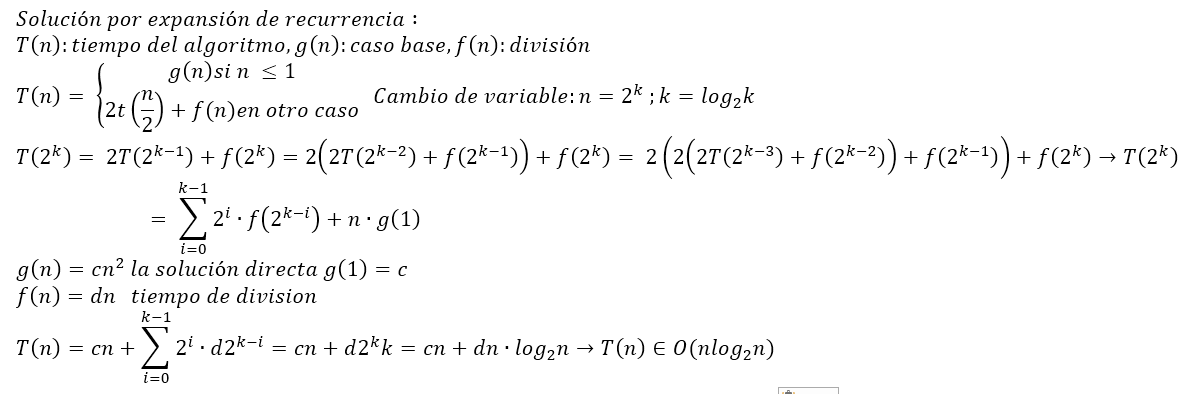 Solución por expansión de recurrencia :
T(n): tiempo del algoritmo, g(n): caso base, f(n): división
T(n) = { g(n)si n ≤ 1
2t(n/2) + f(n)en otro caso Cambio de variable: n = 2^k ; k = log_2 k
T(2^k) = 2T(2^{k−1}) + f(2^k) = 2(2T(2^{k−2}) + f(2^{k−1})) + f(2^k) = 2(2(2T(2^{k−3}) + f(2^{k−2})) + f(2^{k−1})) + f(2^k) → T(2^k)
= ∑_{i=0}^{k−1} 2^i · f(2^{k−i}) + n · g(1)
g(n) = cn^2 la solución directa g(1) = c
f(n) = dn tiempo de division
T(n) = cn + ∑_{i=0}^{k−1} 2^i · d2^{k−i} = cn + d2^k k = cn + dn · log_2 n → T(n) ∈ O(nlog_2 n)